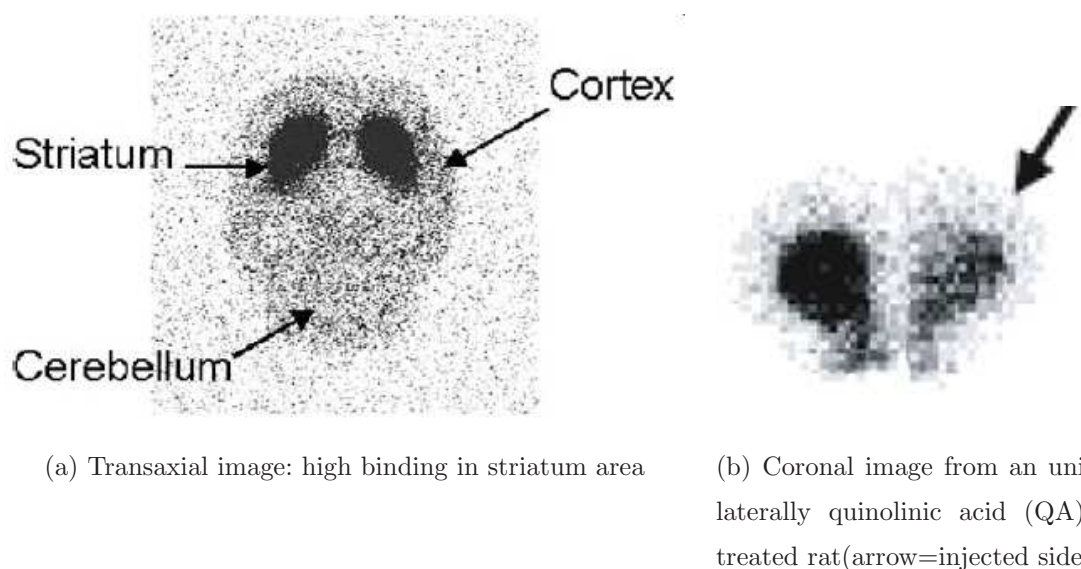 Cortex
Striatum
Cerebellum
(a) Transaxial image: high binding in striatum area
(b) Coronal image from an uni
laterally quinolinic acid (QA)
treated rat(arrow=injected side